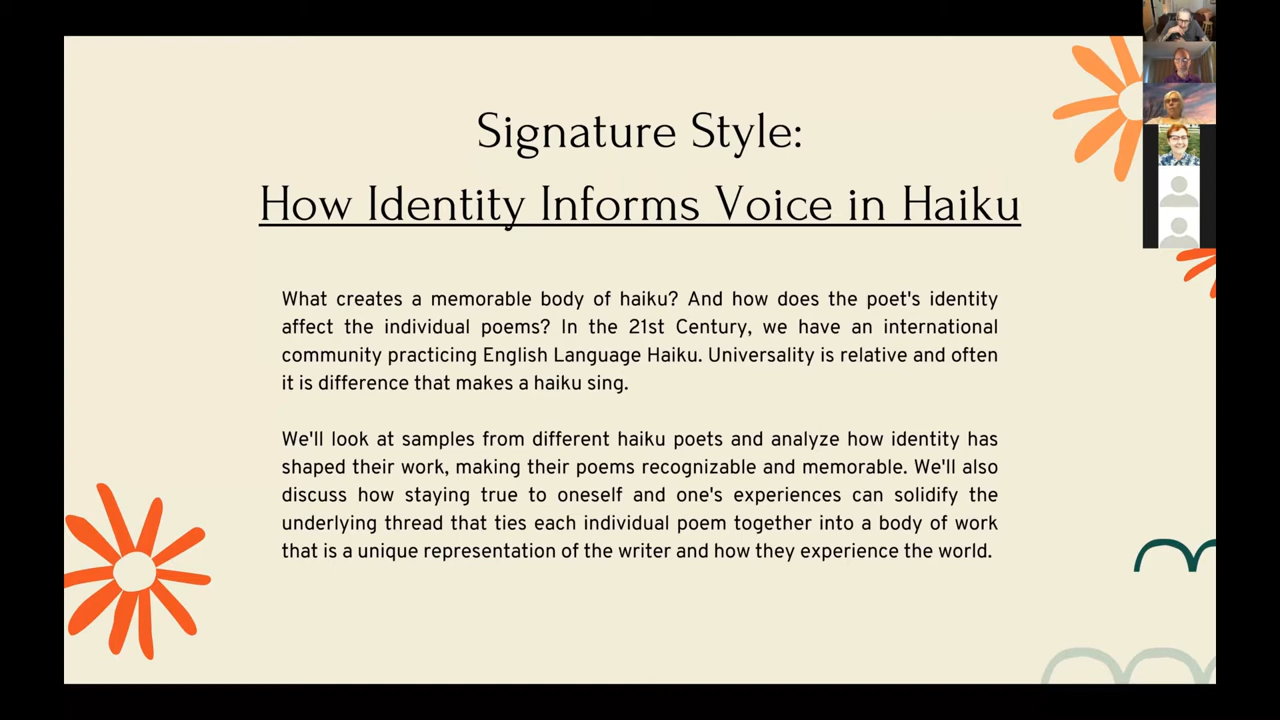 Signature Style:
How Identity Informs Voice in Haiku
What creates a memorable body of haiku? And how does the poet's identity
affect the individual poems? In the 21st Century, we have an international
community practicing English Language Haiku. Universality is relative and often
it is difference that makes a haiku sing.
We'll look at samples from different haiku poets and analyze how identity has
shaped their work, making their poems recognizable and memorable. We'll also
discuss how staying true to oneself and one's experiences can solidify the
underlying thread that ties each individual poem together into a body of work
that is a unique representation of the writer and how they experience the world.